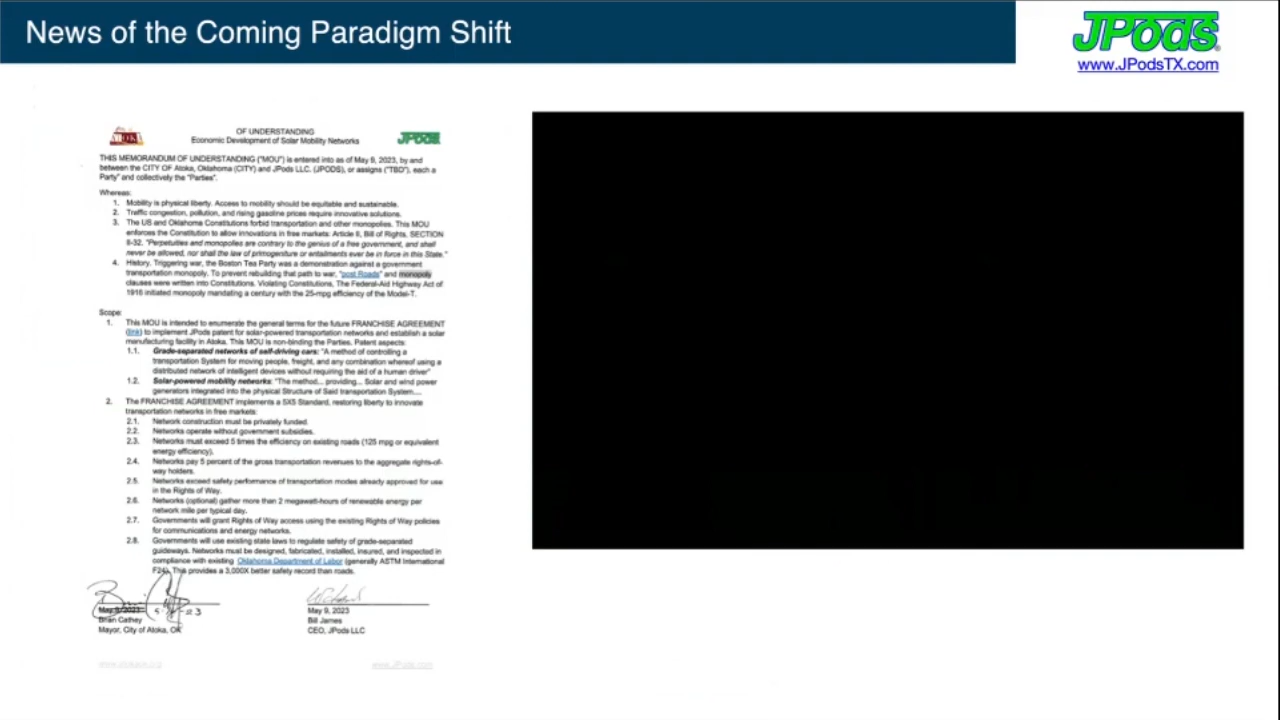 News of the Coming Paradigm Shift
JPods
www.JPodsTX.com
ATOKA
JPods
OF UNDERSTANDING
Economic Development of Solar Mobility Networks
THIS MEMORANDUM OF UNDERSTANDING ("MOU") is entered into as of May 9, 2023, by and
between the CITY OF Atoka, Oklahoma (CITY) and JPods LLC. (JPODS), or assigns ("TBD"), each a
Party" and collectively the "Parties".
Whereas:
1. Mobility is physical liberty. Access to mobility should be equitable and sustainable.
2. Traffic congestion, pollution, and rising gasoline prices require innovative solutions.
3. The US and Oklahoma Constitutions forbid transportation and other monopolies. This MOU
enforces the Constitution to allow innovations in free markets: Article II, Bill of Rights, SECTION
II-32. "Perpetuities and monopolies are contrary to the genius of a free government, and shall
never be allowed, nor shall the law of primogeniture or entailments ever be in force in this State."
4. History. Triggering war, the Boston Tea Party was a demonstration against a government
transportation monopoly. To prevent rebuilding that path to war, "post Roads" and monopoly
clauses were written into Constitutions. Violating Constitutions, The Federal-Aid Highway Act of
1916 initiated monopoly mandating a century with the 25-mpg efficiency of the Model-T.
Scope:
1. This MOU is intended to enumerate the general terms for the future FRANCHISE AGREEMENT
(link) to implement JPods patent for solar-powered transportation networks and establish a solar
manufacturing facility in Atoka. This MOU is non-binding the Parties. Patent aspects:
1.1. Grade-separated networks of self-driving cars: "A method of controlling a
transportation System for moving people, freight, and any combination whereof using a
distributed network of intelligent devices without requiring the aid of a human driver"
1.2. Solar-powered mobility networks: "The method... providing... Solar and wind power
generators integrated into the physical Structure of Said transportation System....
2. The FRANCHISE AGREEMENT implements a 5X5 Standard, restoring liberty to innovate
transportation networks in free markets:
2.1. Network construction must be privately funded.
2.2. Networks operate without government subsidies.
2.3. Networks must exceed 5 times the efficiency on existing roads (125 mpg or equivalent
energy efficiency).
2.4. Networks pay 5 percent of the gross transportation revenues to the aggregate rights-of-
way holders.
2.5. Networks exceed safety performance of transportation modes already approved for use
in the Rights of Way.
2.6. Networks (optional) gather more than 2 megawatt-hours of renewable energy per
network mile per typical day.
2.7. Governments will grant Rights of Way access using the existing Rights of Way policies
for communications and energy networks.
2.8. Governments will use existing state laws to regulate safety of grade-separated
guideways. Networks must be designed, fabricated, installed, insured, and inspected in
compliance with existing Oklahoma Department of Labor (generally ASTM International
F24). This provides a 3,000X better safety record than roads.
May 9, 2023
Brian Cathey
Mayor, City of Atoka, OK
May 9, 2023
Bill James
CEO, JPods LLC
www.JPods.com